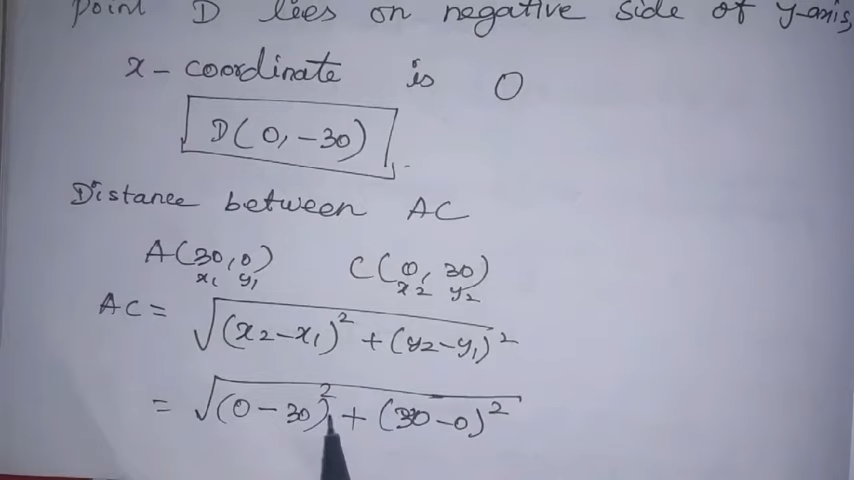 point D lies on negative side of y-axis,
x-coordinate is 0
D(0,-30)
Distance between AC
A(30,0) C(0,30)
x₁ y₁ x₂ y₂
AC = √(x₂-x₁)² + (y₂-y₁)²
= √(0-30)² + (30-0)²